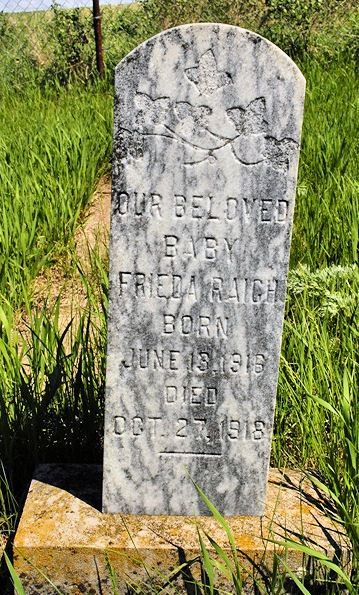 OUR BELOVED
BABY
FRIEDA RAICH
BORN
JUNE 13, 1916
DIED
OCT. 27, 1918